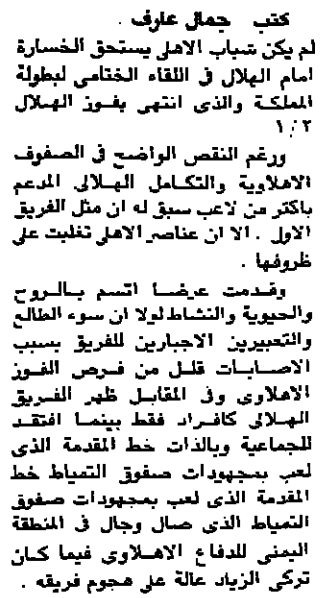 كتب جمال عارف .
لم يكن شباب الاهلى يستحق الخسارة
امام الهلال فى اللقاء الختامى لبطولة
المملكة والذى انتهى بفوز الهلال
١/٢
ورغم النقص الواضح فى الصفوف
الاهلاوية والتكامل الهلالى المدعم
باكثر من لاعب سبق له ان مثل الفريق
الاول . الا ان عناصر الاهلى تغلبت على
ظروفها .
وقدمت عرضا اتسم بالروح
والحيوية والنشاط لولا ان سوء الطالع
والتعبيرين الاجبارين للفريق بسبب
الاصابات قلل من فرص الفوز
الاهلاوى وفى المقابل ظهر الفريق
الهلالى كافراد فقط بينما افتقد
للجماعية وبالذات خط المقدمة الذى
لعب بمجهودات صفوق التمياط خط
المقدمة الذى لعب بمجهودات صفوق
التمياط الذى صال وجال فى المنطقة
اليمنى للدفاع الاهلاوى فيما كان
تركى الزياد عالة على هجوم فريقه .